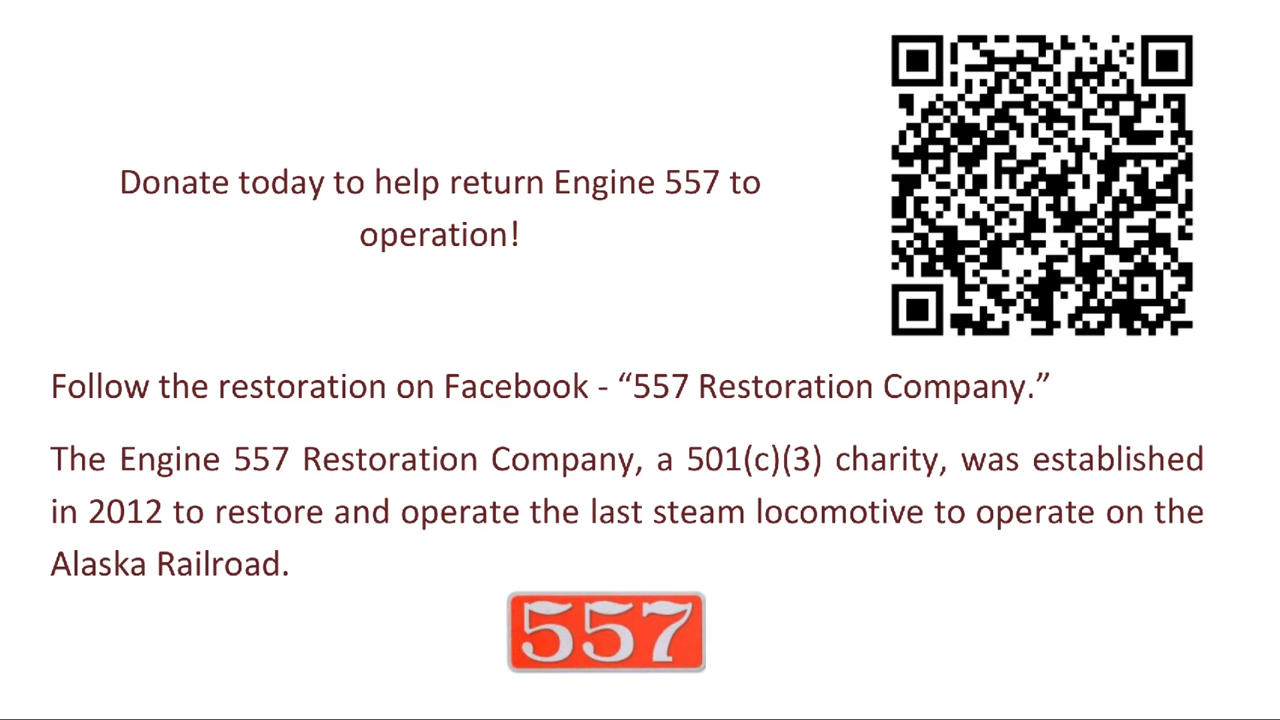 Donate today to help return Engine 557 to
operation!
Follow the restoration on Facebook - “557 Restoration Company.”
The Engine 557 Restoration Company, a 501(c)(3) charity, was established
in 2012 to restore and operate the last steam locomotive to operate on the
Alaska Railroad.
557